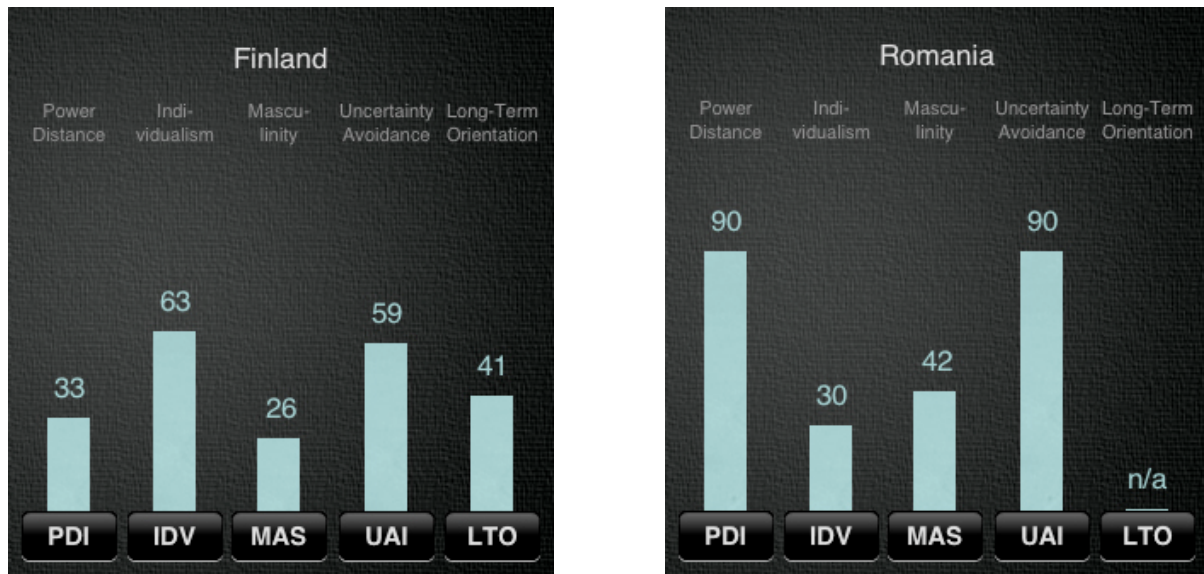 Finland
Power Distance
Indi-vidualism
Mascu-linity
Uncertainty Avoidance
Long-Term Orientation
33
63
26
59
41
PDI
IDV
MAS
UAI
LTO
Romania
Power Distance
Indi-vidualism
Mascu-linity
Uncertainty Avoidance
Long-Term Orientation
90
30
42
90
n/a
PDI
IDV
MAS
UAI
LTO